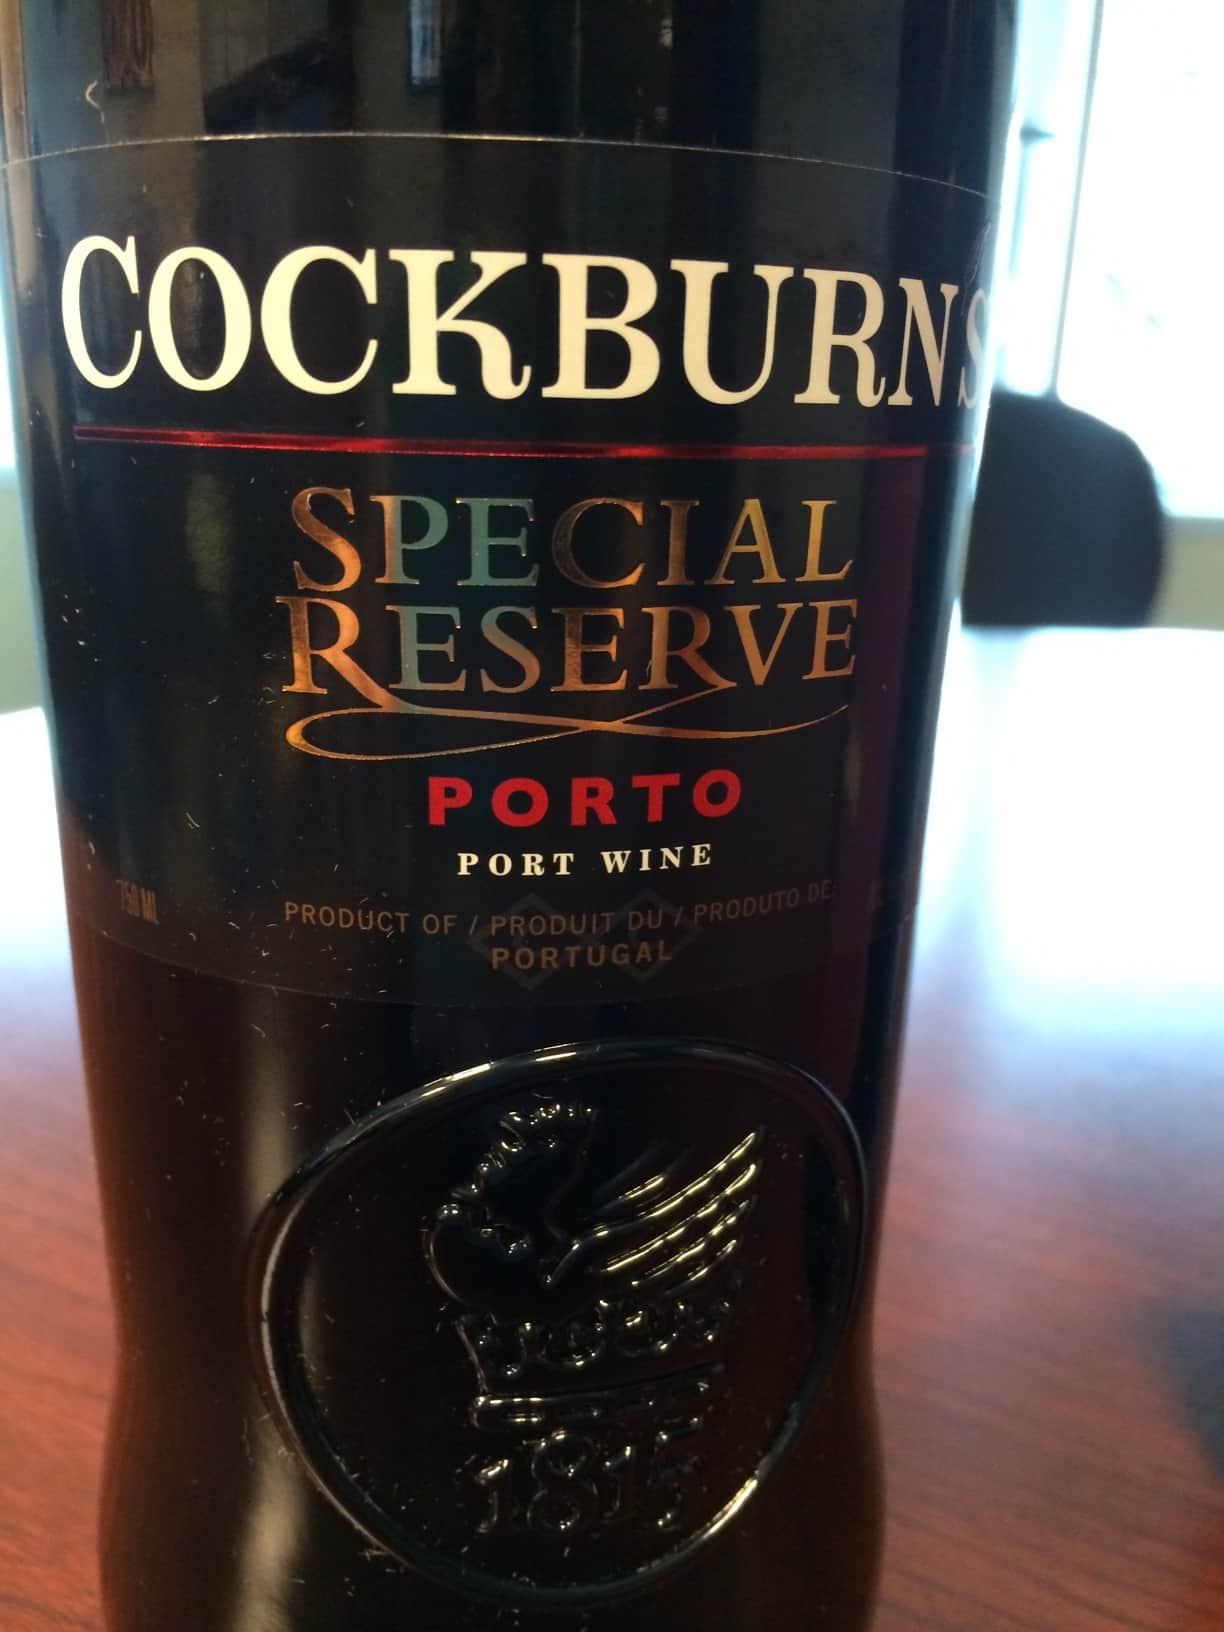 COCKBURN'S
SPECIAL
RESERVE
PORTO
PORT WINE
750 ML
PRODUCT OF / PRODUIT DU / PRODUTO DE:
PORTUGAL
1815